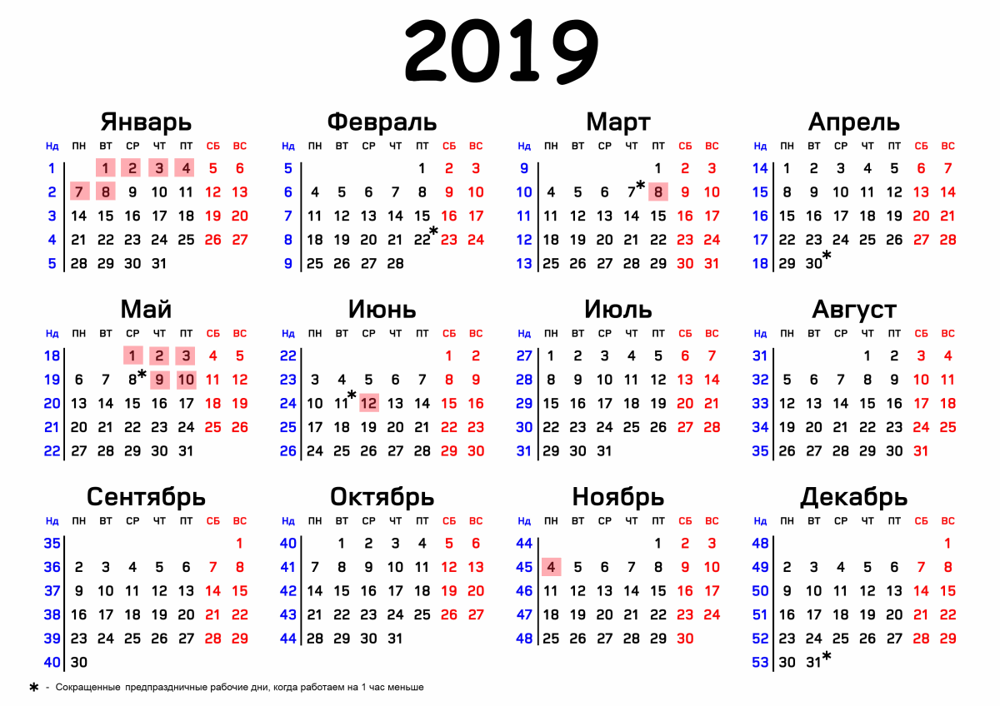 2019
Январь Февраль Март Апрель
Нд ПН ВТ СР ЧТ ПТ СБ ВС Нд ПН ВТ СР ЧТ ПТ СБ ВС Нд ПН ВТ СР ЧТ ПТ СБ ВС Нд ПН ВТ СР ЧТ ПТ СБ ВС
1 1 2 3 4 5 6 5 1 2 3 9 1 2 3 14 1 2 3 4 5 6 7
2 7 8 9 10 11 12 13 6 4 5 6 7 8 9 10 10 4 5 6 7* 8 9 10 15 8 9 10 11 12 13 14
3 14 15 16 17 18 19 20 7 11 12 13 14 15 16 17 11 11 12 13 14 15 16 17 16 15 16 17 18 19 20 21
4 21 22 23 24 25 26 27 8 18 19 20 21 22* 23 24 12 18 19 20 21 22 23 24 17 22 23 24 25 26 27 28
5 28 29 30 31 9 25 26 27 28 13 25 26 27 28 29 30 31 18 29 30*
Май Июнь Июль Август
Нд ПН ВТ СР ЧТ ПТ СБ ВС Нд ПН ВТ СР ЧТ ПТ СБ ВС Нд ПН ВТ СР ЧТ ПТ СБ ВС Нд ПН ВТ СР ЧТ ПТ СБ ВС
18 1 2 3 4 5 22 1 2 27 1 2 3 4 5 6 7 31 1 2 3 4
19 6 7 8* 9 10 11 12 23 3 4 5 6 7 8 9 28 8 9 10 11 12 13 14 32 5 6 7 8 9 10 11
20 13 14 15 16 17 18 19 24 10 11* 12 13 14 15 16 29 15 16 17 18 19 20 21 33 12 13 14 15 16 17 18
21 20 21 22 23 24 25 26 25 17 18 19 20 21 22 23 30 22 23 24 25 26 27 28 34 19 20 21 22 23 24 25
22 27 28 29 30 31 26 24 25 26 27 28 29 30 31 29 30 31 35 26 27 28 29 30 31
Сентябрь Октябрь Ноябрь Декабрь
Нд ПН ВТ СР ЧТ ПТ СБ ВС Нд ПН ВТ СР ЧТ ПТ СБ ВС Нд ПН ВТ СР ЧТ ПТ СБ ВС Нд ПН ВТ СР ЧТ ПТ СБ ВС
35 1 40 1 2 3 4 5 6 44 1 2 3 48 1
36 2 3 4 5 6 7 8 41 7 8 9 10 11 12 13 45 4 5 6 7 8 9 10 49 2 3 4 5 6 7 8
37 9 10 11 12 13 14 15 42 14 15 16 17 18 19 20 46 11 12 13 14 15 16 17 50 9 10 11 12 13 14 15
38 16 17 18 19 20 21 22 43 21 22 23 24 25 26 27 47 18 19 20 21 22 23 24 51 16 17 18 19 20 21 22
39 23 24 25 26 27 28 29 44 28 29 30 31 48 25 26 27 28 29 30 52 23 24 25 26 27 28 29
40 30 53 30 31*
* - Сокращенные предпраздничные рабочие дни, когда работаем на 1 час меньше